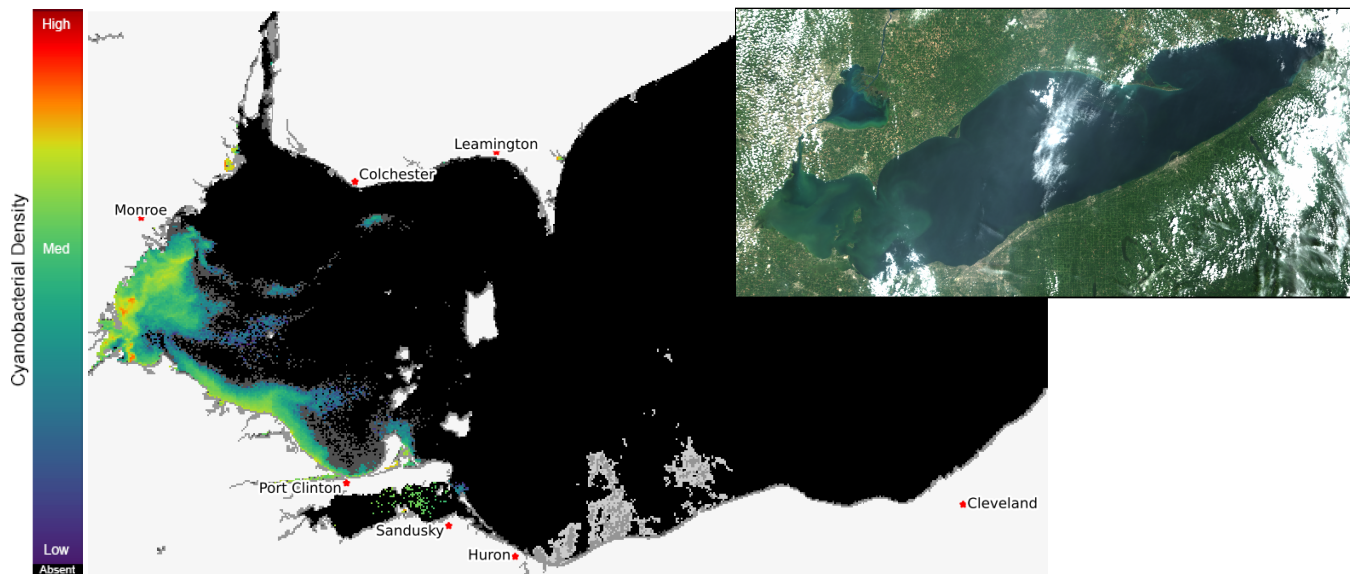 High
Cyanobacterial Density
Med
Low
Absent
Leamington
Colchester
Monroe
Port Clinton
Sandusky
Huron
Cleveland